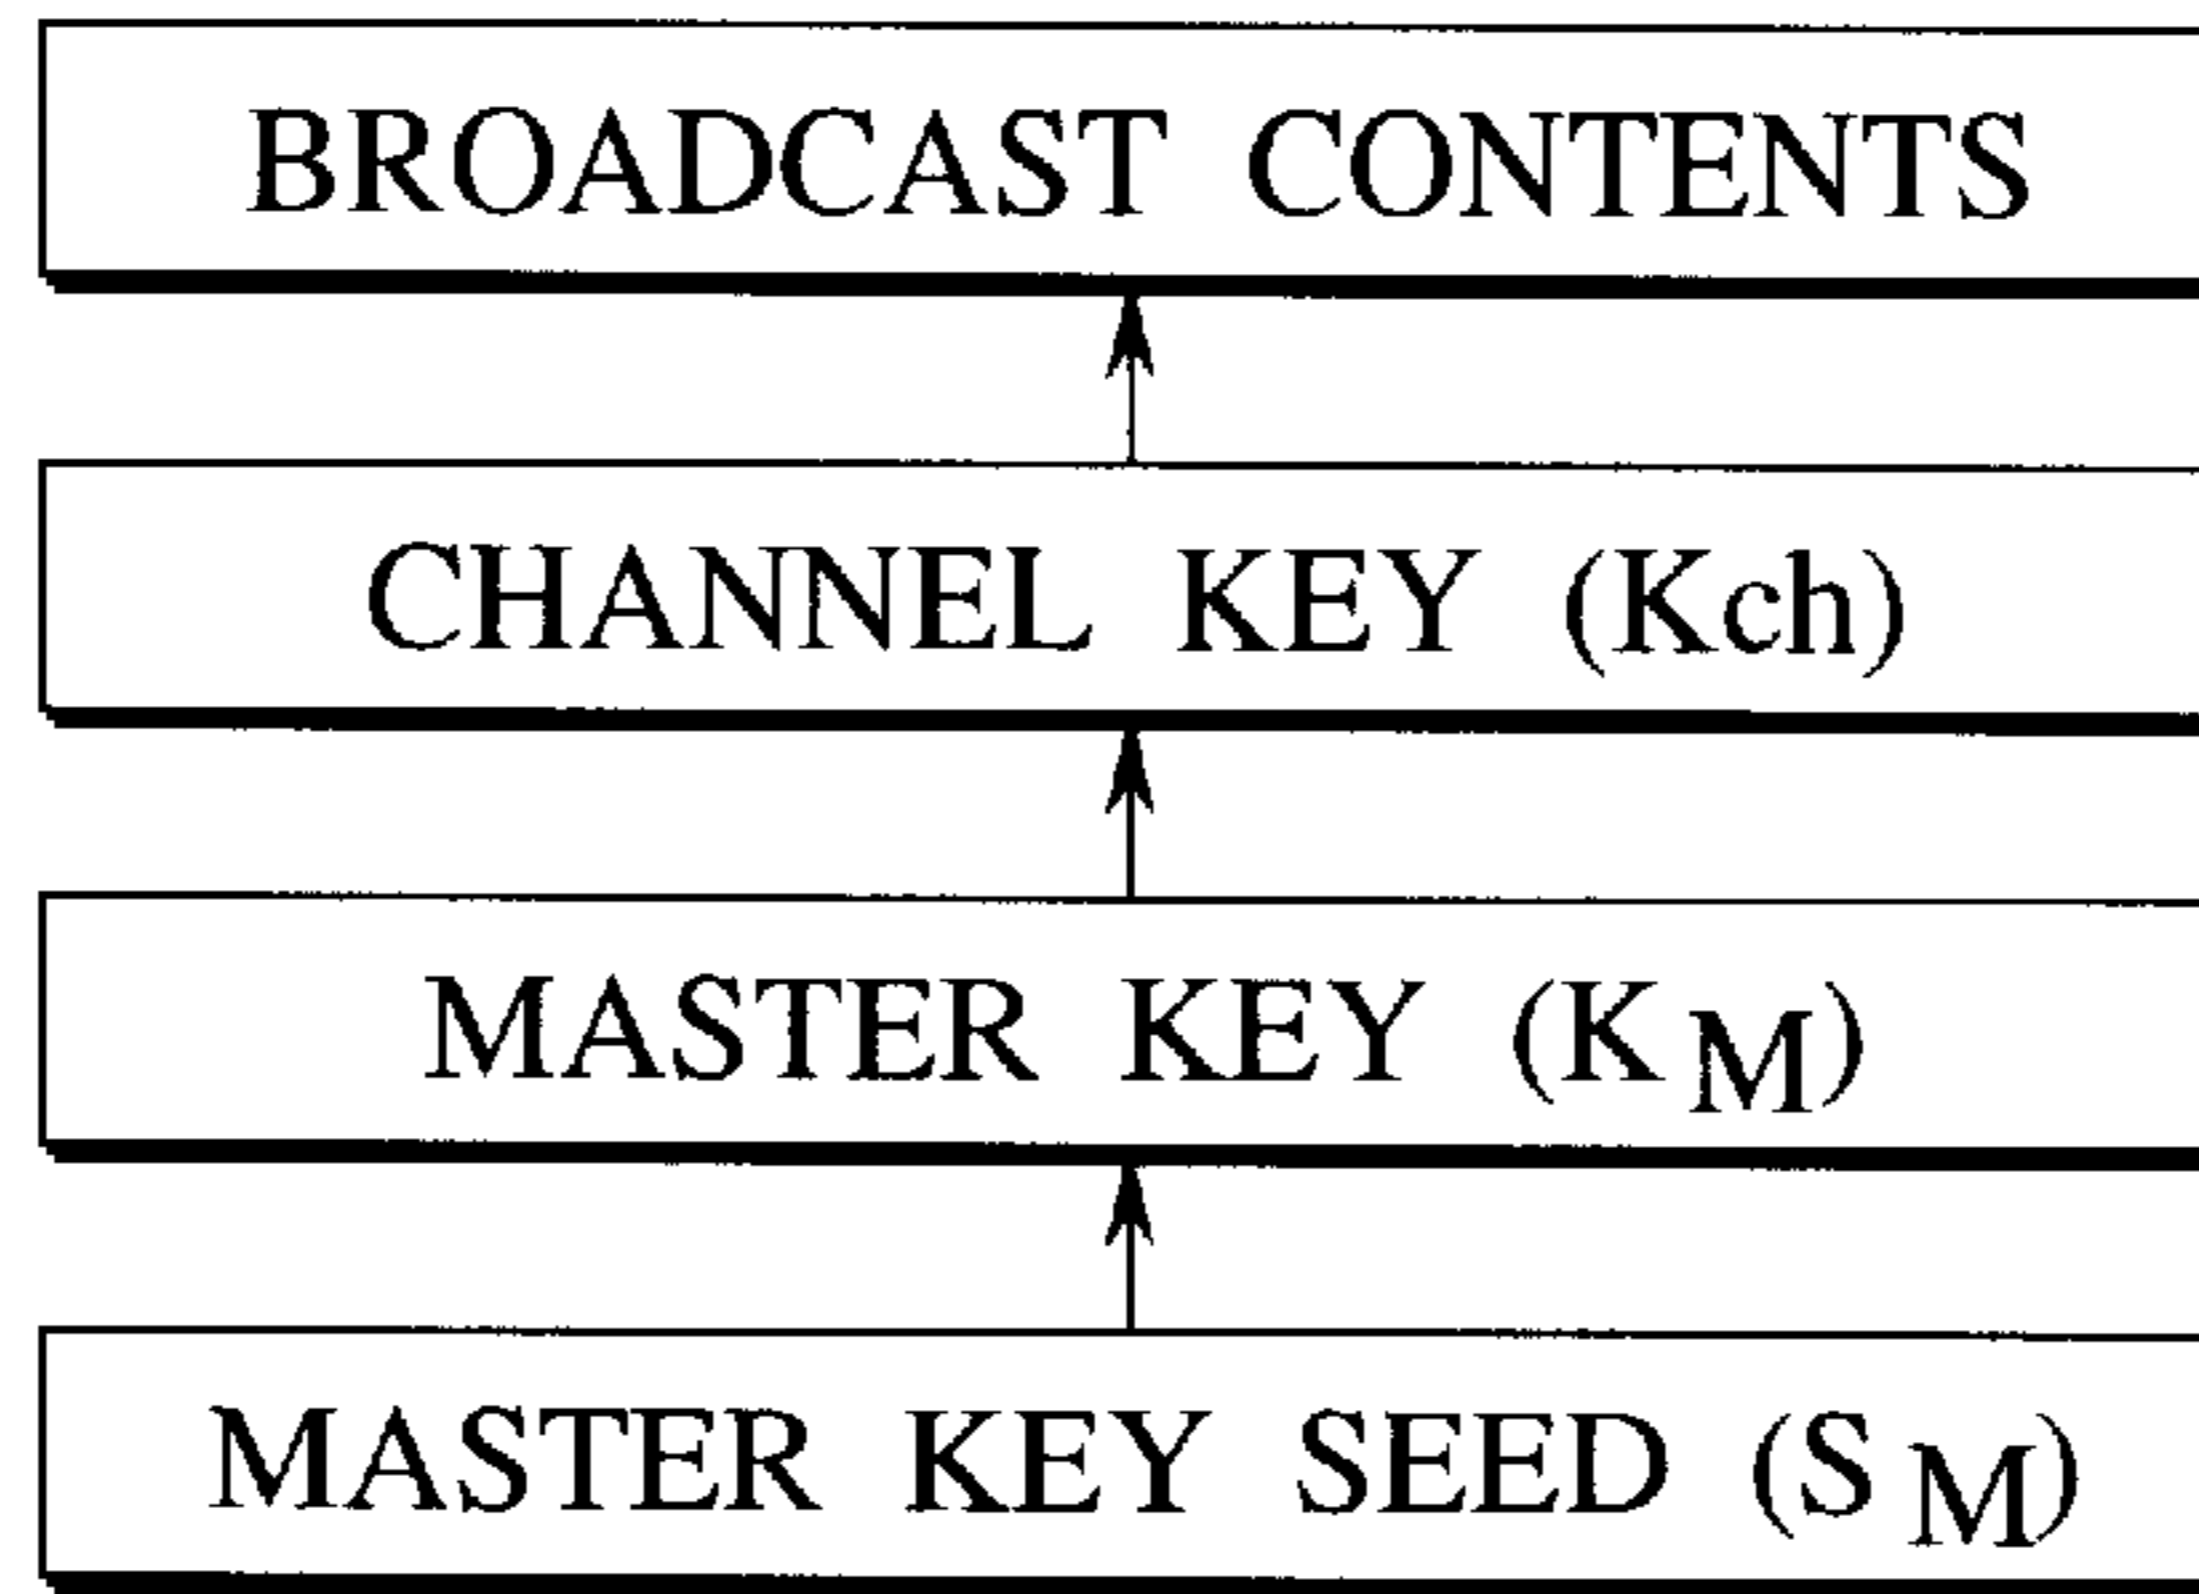 BROADCAST CONTENTS
CHANNEL KEY (Kch)
MASTER KEY (KM)
MASTER KEY SEED (SM)